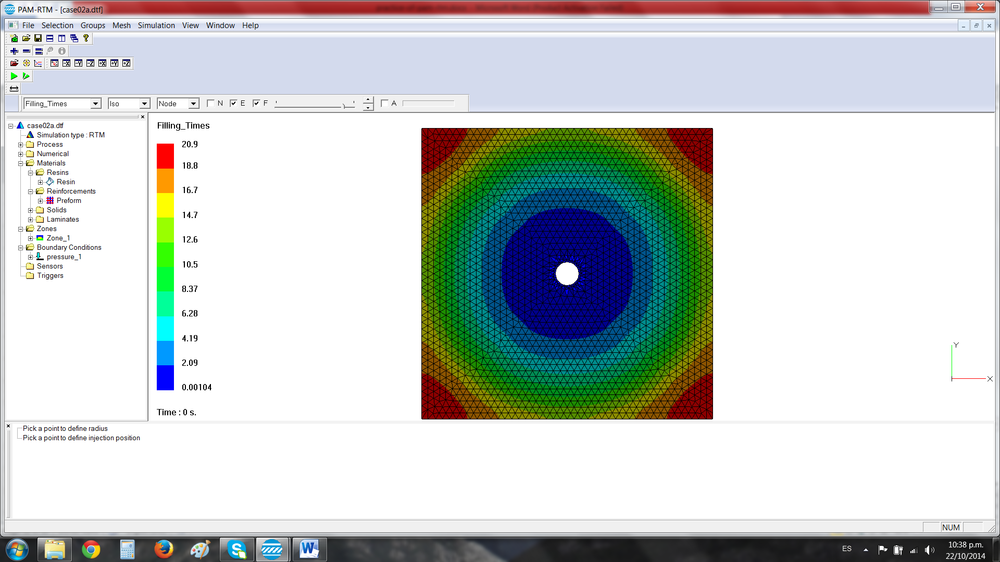 PAM-RTM - [case02a.dtf]
File Selection Groups Mesh Simulation View Window Help
Filling_Times Iso Node N E F A
case02a.dtf
Simulation type : RTM
Process
Numerical
Materials
Resins
Resin
Reinforcements
Preform
Solids
Laminates
Zones
Zone_1
Boundary Conditions
pressure_1
Sensors
Triggers
Filling_Times
20.9
18.8
16.7
14.7
12.6
10.5
8.37
6.28
4.19
2.09
0.00104
Time : 0 s.
Y
X
Pick a point to define radius
Pick a point to define injection position
NUM
ES
10:38 p.m.
22/10/2014